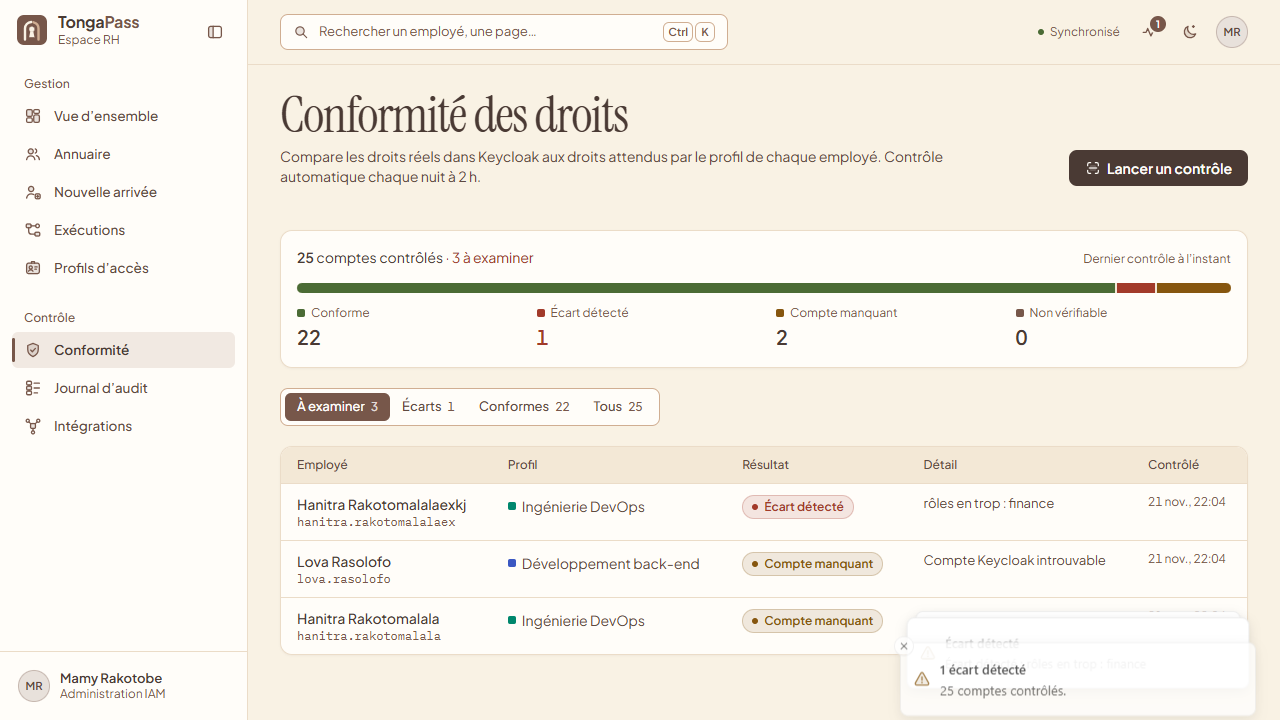 TongaPass
Espace RH
Rechercher un employé, une page…
Ctrl K
Synchronisé
1
MR
Gestion
Vue d'ensemble
Annuaire
Nouvelle arrivée
Exécutions
Profils d'accès
Contrôle
Conformité
Journal d'audit
Intégrations
MR
Mamy Rakotobe
Administration IAM
Conformité des droits
Compare les droits réels dans Keycloak aux droits attendus par le profil de chaque employé. Contrôle
automatique chaque nuit à 2 h.
Lancer un contrôle
25 comptes contrôlés · 3 à examiner
Dernier contrôle à l'instant
Conforme
22
Écart détecté
1
Compte manquant
2
Non vérifiable
0
À examiner 3
Écarts 1
Conformes 22
Tous 25
Employé Profil Résultat Détail Contrôlé
Hanitra Rakotomalalaexkj Ingénierie DevOps Écart détecté rôles en trop : finance 21 nov., 22:04
hanitra.rakotomalalaex
Lova Rasolofo Développement back-end Compte manquant Compte Keycloak introuvable 21 nov., 22:04
lova.rasolofo
Hanitra Rakotomalala Ingénierie DevOps Compte manquant
hanitra.rakotomalala
Écart détecté
rôles en trop : finance
1 écart détecté
25 comptes contrôlés.